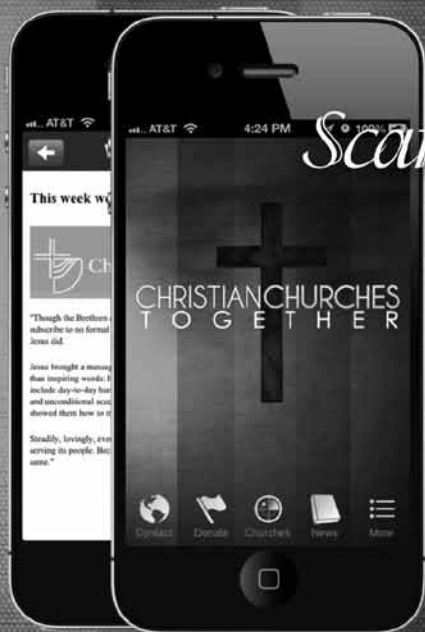 AT&T
AT&T 4:24 PM 100%
This week
Ch
"Though the Brethren
subscribe to no formal
Jesus did.
Jesus brought a
than inspiring words:
include day-to-day
and unconditional
showed them how to
Steadily, lovingly,
serving its people.
same."
CHRISTIANCHURCHES
TOGETHER
Contact Donate Churches News More